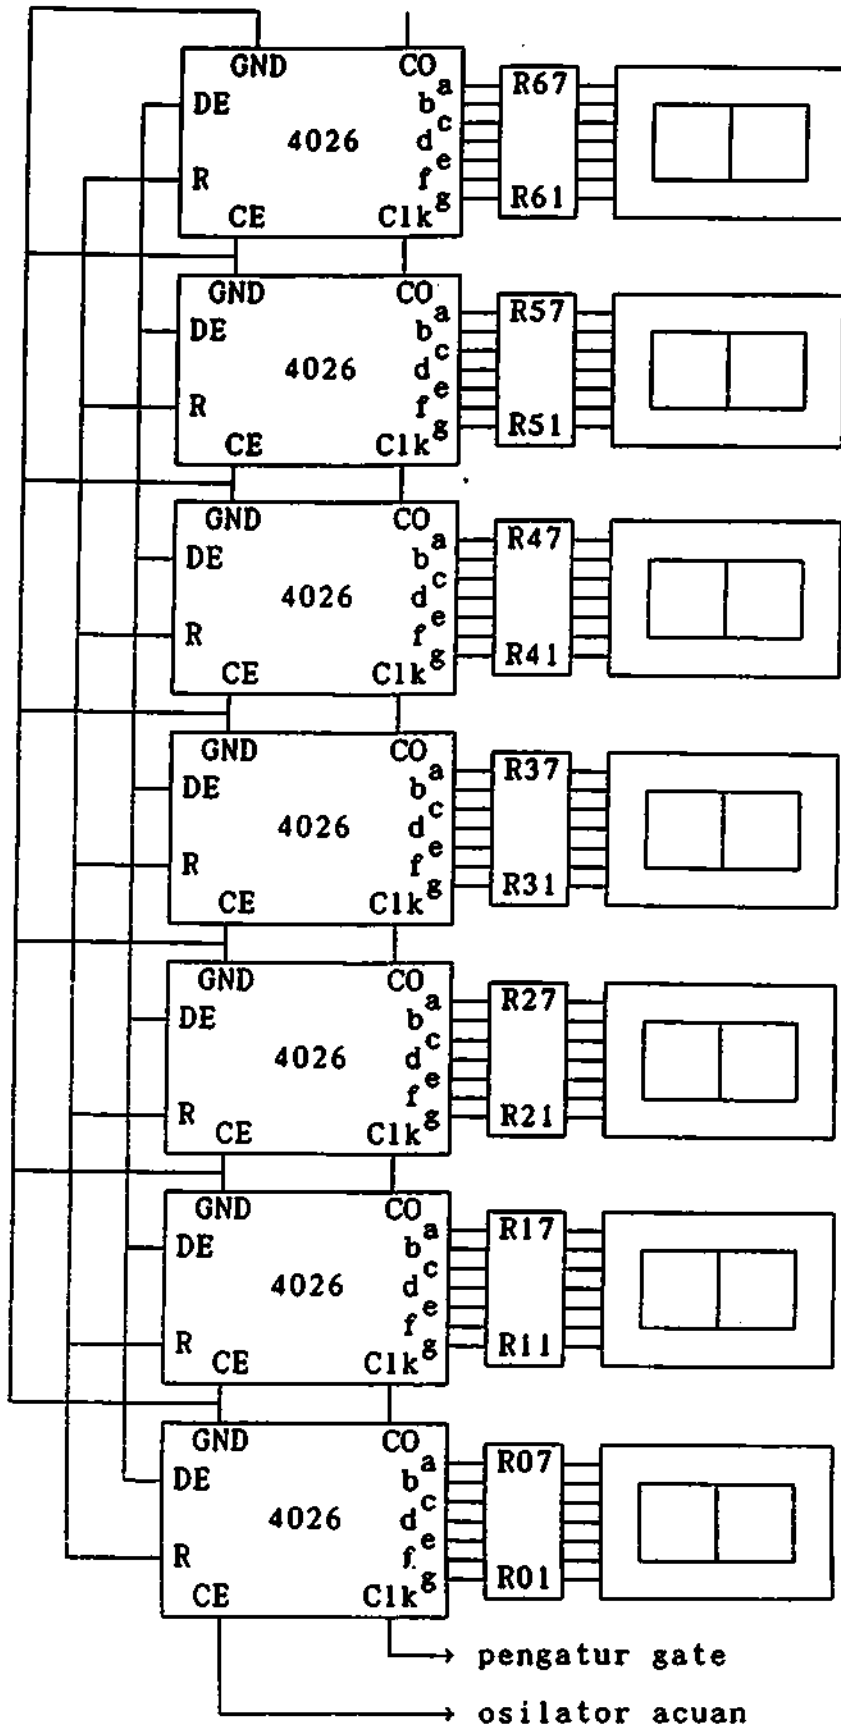 GND CO
a
DE b
c
4026 d
e
R f
g
CE Clk
R67
R61
GND CO
a
DE b
c
4026 d
e
R f
g
CE Clk
R57
R51
GND CO
a
DE b
c
4026 d
e
R f
g
CE Clk
R47
R41
GND CO
a
DE b
c
4026 d
e
R f
g
CE Clk
R37
R31
GND CO
a
DE b
c
4026 d
e
R f
g
CE Clk
R27
R21
GND CO
a
DE b
c
4026 d
e
R f
g
CE Clk
R17
R11
GND CO
a
DE b
c
4026 d
e
R f
g
CE Clk
R07
R01
pengatur gate
osilator acuan